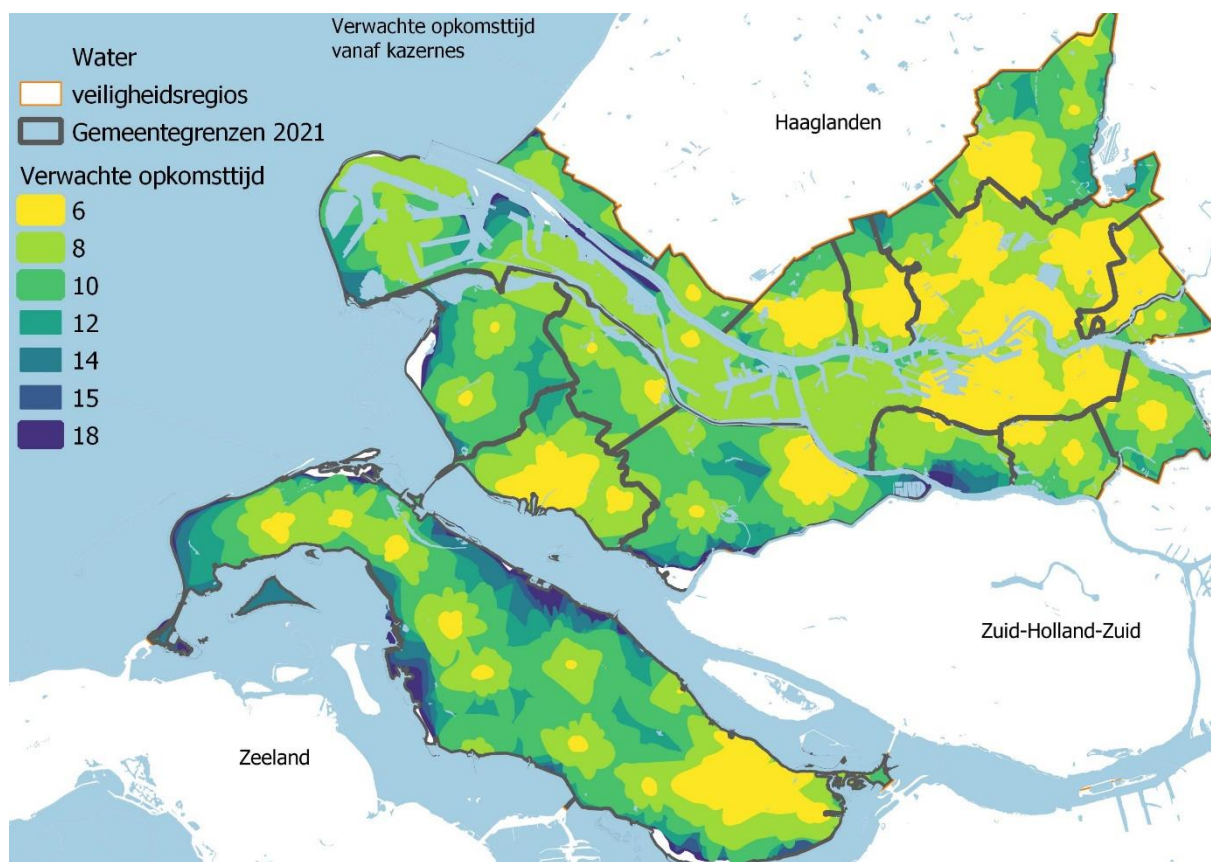 Verwachte opkomsttijd
vanaf kazernes
Water
veiligheidsregios
Gemeentegrenzen 2021
Verwachte opkomsttijd
6
8
10
12
14
15
18
Haaglanden
Zuid-Holland-Zuid
Zeeland